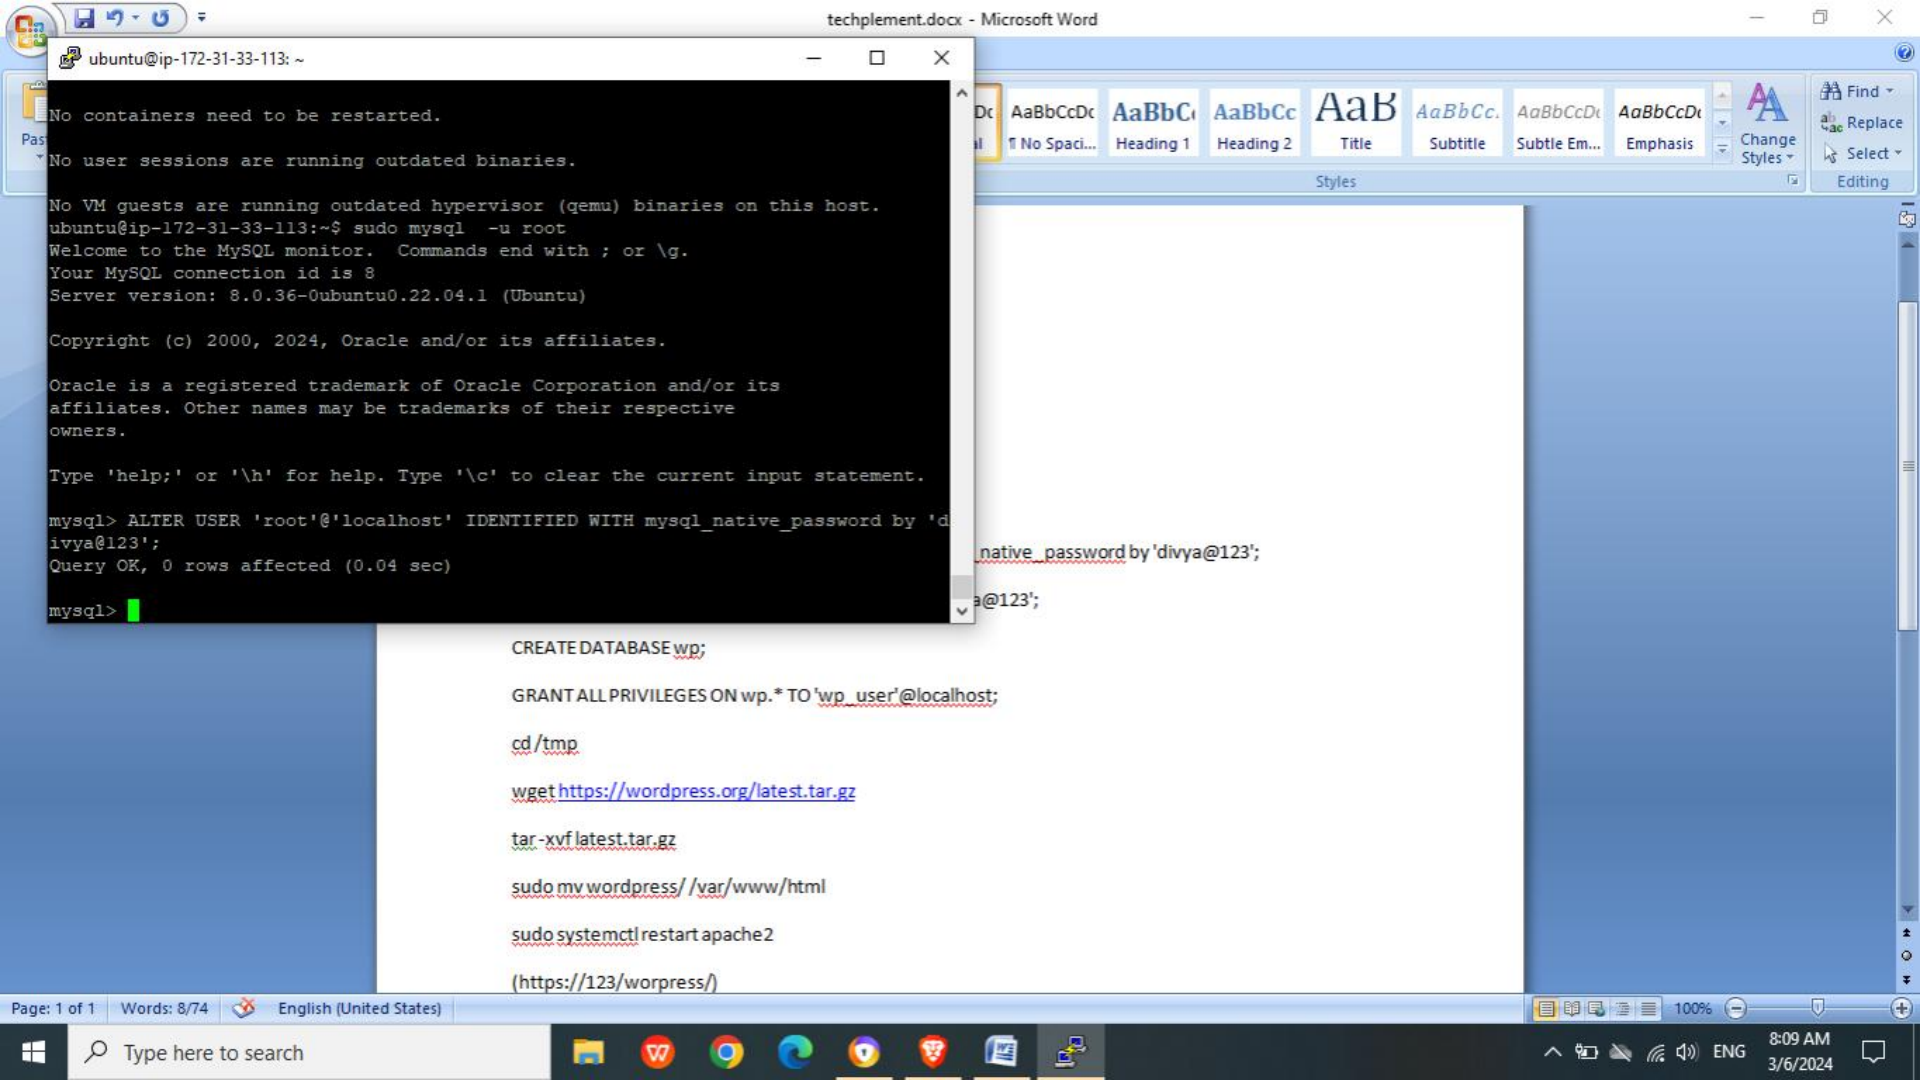 techplement.docx - Microsoft Word
ubuntu@ip-172-31-33-113: ~
No containers need to be restarted.
No user sessions are running outdated binaries.
No VM guests are running outdated hypervisor (qemu) binaries on this host.
ubuntu@ip-172-31-33-113:~$ sudo mysql  -u root
Welcome to the MySQL monitor.  Commands end with ; or \g.
Your MySQL connection id is 8
Server version: 8.0.36-0ubuntu0.22.04.1 (Ubuntu)
Copyright (c) 2000, 2024, Oracle and/or its affiliates.
Oracle is a registered trademark of Oracle Corporation and/or its
affiliates. Other names may be trademarks of their respective
owners.
Type 'help;' or '\h' for help. Type '\c' to clear the current input statement.
mysql> ALTER USER 'root'@'localhost' IDENTIFIED WITH mysql_native_password by 'd
ivya@123';
Query OK, 0 rows affected (0.04 sec)
mysql>
Pas
AaBbCcDc AaBbC AaBbCc AaB AaBbCc. AaBbCcDc AaBbCcDc
¶ No Spaci... Heading 1 Heading 2 Title Subtitle Subtle Em... Emphasis
Change
Styles
Styles
Find
Replace
Select
Editing
_native_password by 'divya@123';
a@123';
CREATE DATABASE wp;
GRANT ALL PRIVILEGES ON wp.* TO 'wp_user'@localhost;
cd /tmp
wget https://wordpress.org/latest.tar.gz
tar -xvf latest.tar.gz
sudo mv wordpress/ /var/www/html
sudo systemctl restart apache2
(https://123/worpress/)
Page: 1 of 1 Words: 8/74 English (United States) 100%
Type here to search
ENG
8:09 AM
3/6/2024